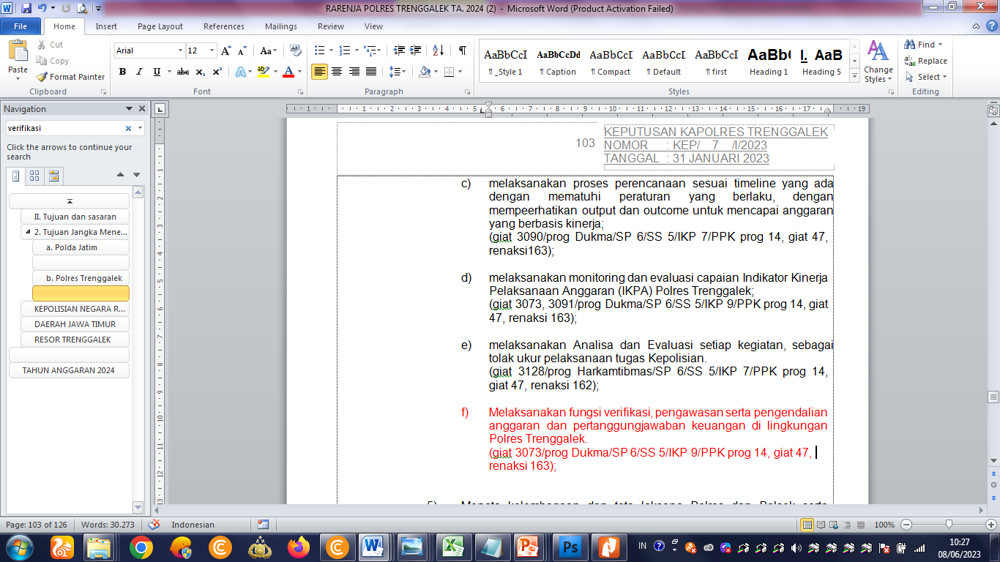 RARENJA POLRES TRENGGALEK TA. 2024 (2) - Microsoft Word (Product Activation Failed)
File Home Insert Page Layout References Mailings Review View
Paste
Cut
Copy
Format Painter
Clipboard
Arial 12
Font
Paragraph
AaBbCcI AaBbCcDd AaBbCcI AaBbCcI AaBbCcI AaBb( I. AaB
¶ _Style 1 ¶ Caption ¶ Compact ¶ Default ¶ first Heading 1 Heading 5
Styles
Change Styles
Find
Replace
Select
Editing
Navigation
verifikasi
Click the arrows to continue your
search
II. Tujuan dan sasaran
2. Tujuan Jangka Mene...
a. Polda Jatim
b. Polres Trenggalek
KEPOLISIAN NEGARA R...
DAERAH JAWA TIMUR
RESOR TRENGGALEK
TAHUN ANGGARAN 2024
103
KEPUTUSAN KAPOLRES TRENGGALEK
NOMOR : KEP/ 7 /I/2023
TANGGAL : 31 JANUARI 2023
c) melaksanakan proses perencanaan sesuai timeline yang ada
dengan mematuhi peraturan yang berlaku, dengan
mempeerhatikan output dan outcome untuk mencapai anggaran
yang berbasis kinerja;
(giat 3090/prog Dukma/SP 6/SS 5/IKP 7/PPK prog 14, giat 47,
renaksi163);
d) melaksanakan monitoring dan evaluasi capaian Indikator Kinerja
Pelaksanaan Anggaran (IKPA) Polres Trenggalek;
(giat 3073, 3091/prog Dukma/SP 6/SS 5/IKP 9/PPK prog 14, giat
47, renaksi 163);
e) melaksanakan Analisa dan Evaluasi setiap kegiatan, sebagai
tolak ukur pelaksanaan tugas Kepolisian.
(giat 3128/prog Harkamtibmas/SP 6/SS 5/IKP 7/PPK prog 14,
giat 47, renaksi 162);
f) Melaksanakan fungsi verifikasi, pengawasan serta pengendalian
anggaran dan pertanggungjawaban keuangan di lingkungan
Polres Trenggalek.
(giat 3073/prog Dukma/SP 6/SS 5/IKP 9/PPK prog 14, giat 47,
renaksi 163);
5) Menata kelembagaan dan tata laksana Polres dan Polsek serta
Page: 103 of 126 Words: 30.273 Indonesian 100%
IN
10:27
08/06/2023